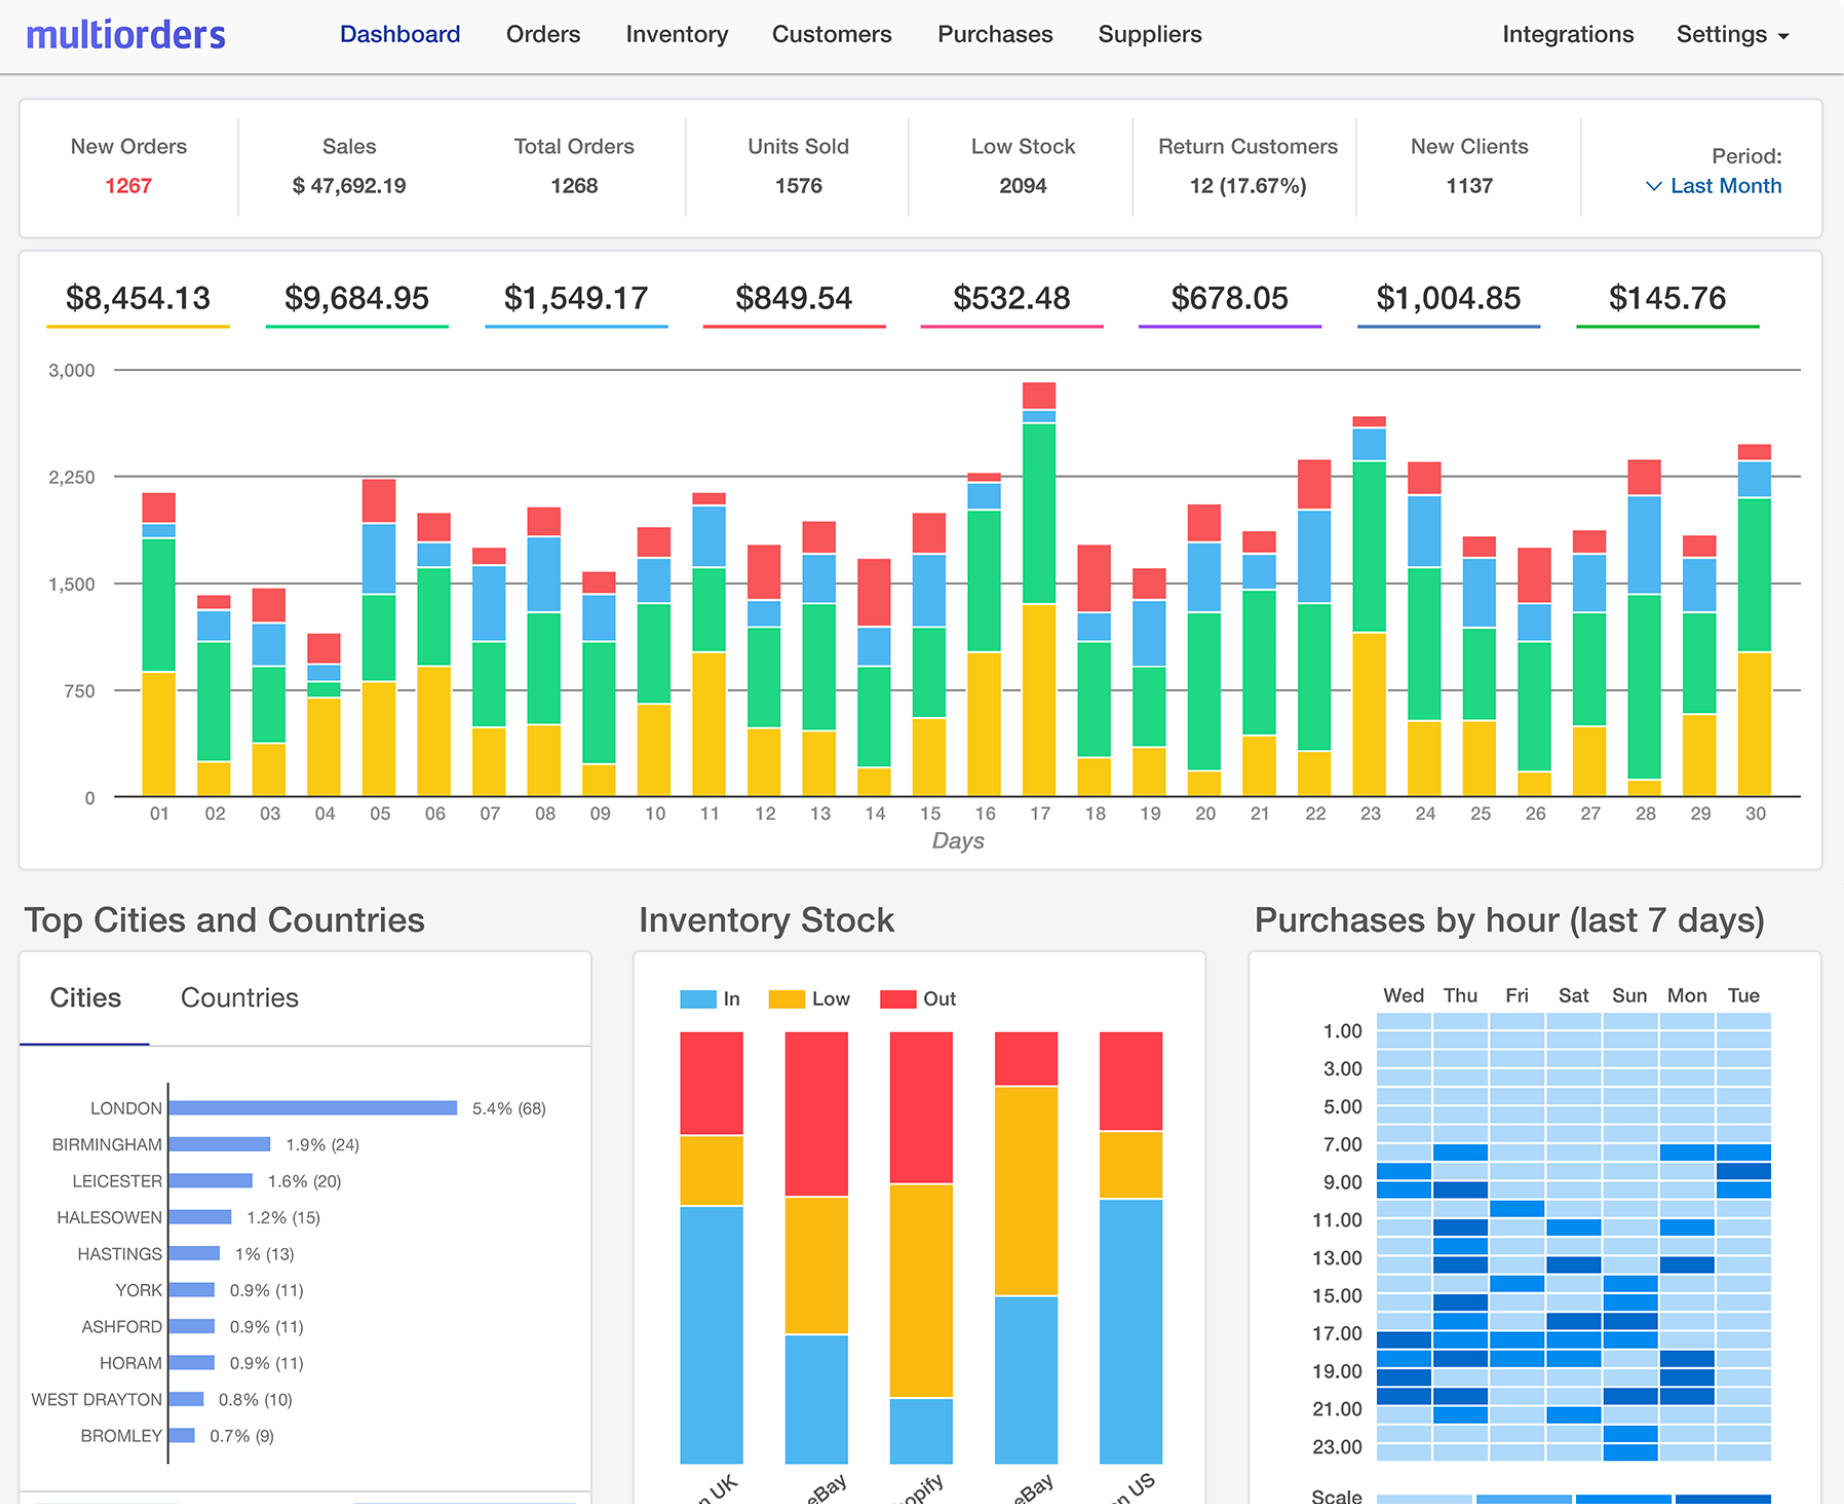 multiorders
Dashboard Orders Inventory Customers Purchases Suppliers Integrations Settings
New Orders
1267
Sales
$ 47,692.19
Total Orders
1268
Units Sold
1576
Low Stock
2094
Return Customers
12 (17.67%)
New Clients
1137
Period:
Last Month
$8,454.13 $9,684.95 $1,549.17 $849.54 $532.48 $678.05 $1,004.85 $145.76
3,000
2,250
1,500
750
0
01 02 03 04 05 06 07 08 09 10 11 12 13 14 15 16 17 18 19 20 21 22 23 24 25 26 27 28 29 30
Days
Top Cities and Countries
Cities Countries
LONDON 5.4% (68)
BIRMINGHAM 1.9% (24)
LEICESTER 1.6% (20)
HALESOWEN 1.2% (15)
HASTINGS 1% (13)
YORK 0.9% (11)
ASHFORD 0.9% (11)
HORAM 0.9% (11)
WEST DRAYTON 0.8% (10)
BROMLEY 0.7% (9)
Inventory Stock
In Low Out
UK
eBay
eBay
US
Purchases by hour (last 7 days)
Wed Thu Fri Sat Sun Mon Tue
1.00
3.00
5.00
7.00
9.00
11.00
13.00
15.00
17.00
19.00
21.00
23.00
Scale